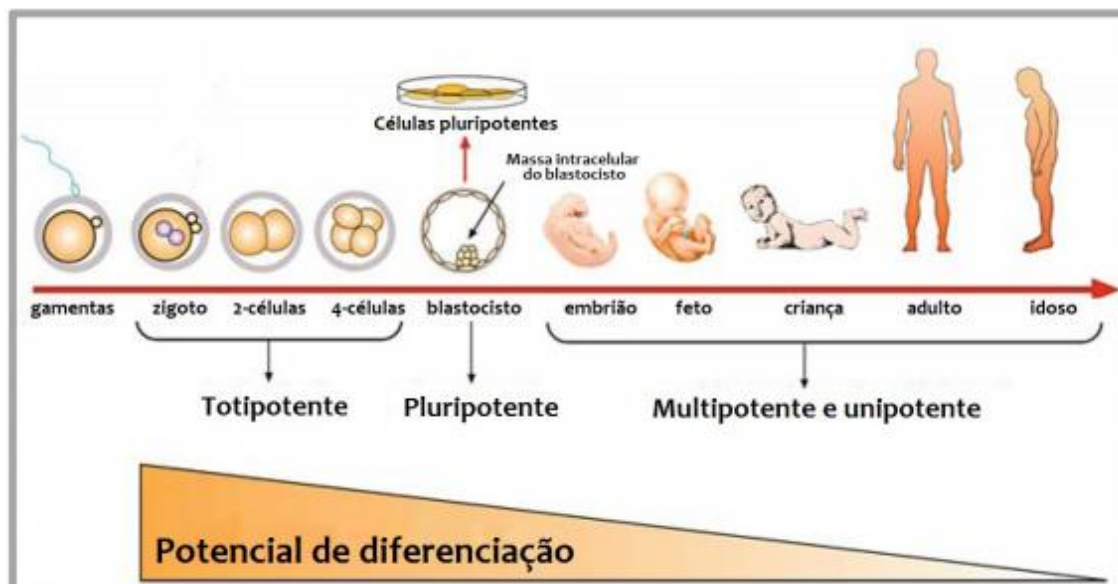 Células pluripotentes
Massa intracelular
do blastocisto
gamentas
zigoto
2-células
4-células
blastocisto
embrião
feto
criança
adulto
idoso
Totipotente
Pluripotente
Multipotente e unipotente
Potencial de diferenciação